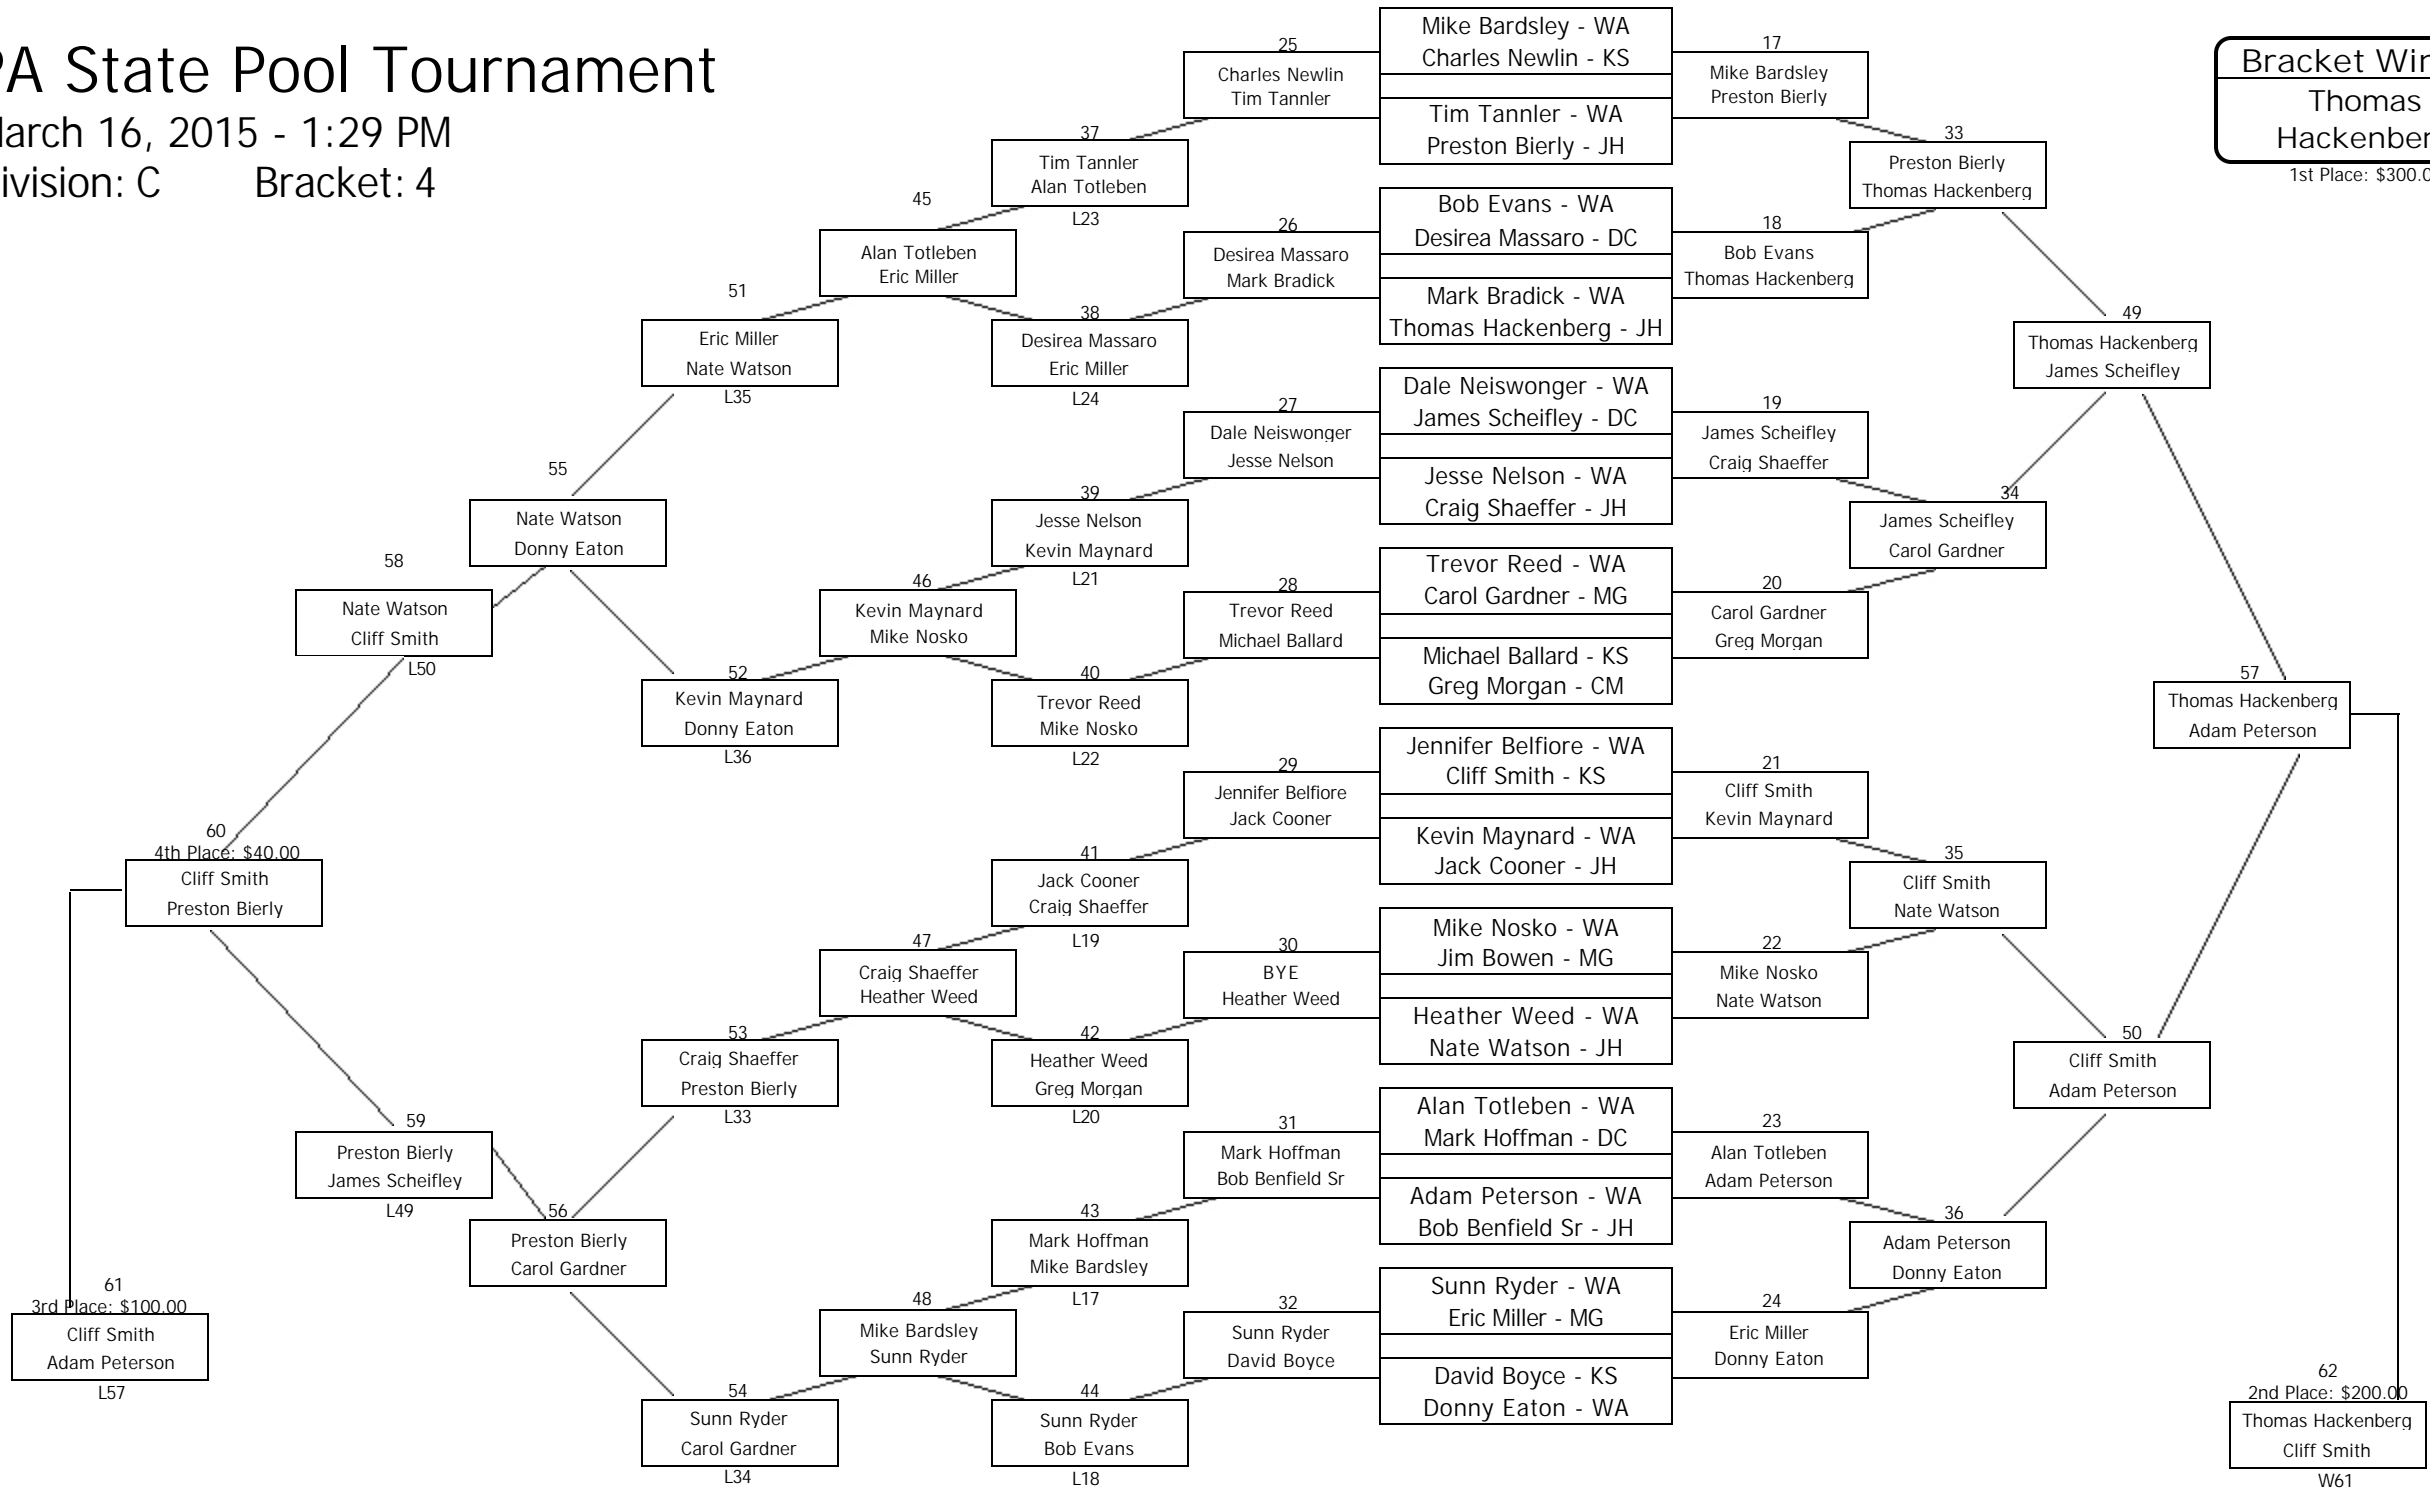 PA State Pool Tournament
March 16, 2015 - 1:29 PM
Division: C Bracket: 4
Thomas
1st Place: $300.0
Mike Bardsley - WA
Charles Newlin - KS
Tim Tannler - WA
Preston Bierly - JH
Bob Evans - WA
Desirea Massaro - DC
Mark Bradick - WA
Thomas Hackenberg - JH
Dale Neiswonger - WA
James Scheifley - DC
Jesse Nelson - WA
Craig Shaeffer - JH
Trevor Reed - WA
Carol Gardner - MG
Michael Ballard - KS
Greg Morgan - CM
Jennifer Belfiore - WA
Cliff Smith - KS
Kevin Maynard - WA
Jack Cooner - JH
Mike Nosko - WA
Jim Bowen - MG
Heather Weed - WA
Nate Watson - JH
Alan Totleben - WA
Mark Hoffman - DC
Adam Peterson - WA
Bob Benfield Sr - JH
Sunn Ryder - WA
Eric Miller - MG
David Boyce - KS
Donny Eaton - WA
17
Mike Bardsley
Preston Bierly
18
Bob Evans
Thomas Hackenberg
19
James Scheifley
Craig Shaeffer
20
Carol Gardner
Greg Morgan
21
Cliff Smith
Kevin Maynard
22
Mike Nosko
Nate Watson
23
Alan Totleben
Adam Peterson
24
Eric Miller
Donny Eaton
25
Charles Newlin
Tim Tannler
26
Desirea Massaro
Mark Bradick
27
Dale Neiswonger
Jesse Nelson
28
Trevor Reed
Michael Ballard
29
Jennifer Belfiore
Jack Cooner
30
BYE
Heather Weed
31
Mark Hoffman
Bob Benfield Sr
32
Sunn Ryder
David Boyce
33
Preston Bierly
Thomas Hackenberg
34
James Scheifley
Carol Gardner
35
Cliff Smith
Nate Watson
36
Adam Peterson
Donny Eaton
37
Tim Tannler
Alan Totleben
L23
38
Desirea Massaro
Eric Miller
L24
39
Jesse Nelson
Kevin Maynard
L21
40
Trevor Reed
Mike Nosko
L22
41
Jack Cooner
Craig Shaeffer
L19
42
Heather Weed
Greg Morgan
L20
43
Mark Hoffman
Mike Bardsley
L17
44
Sunn Ryder
Bob Evans
L18
45
Alan Totleben
Eric Miller
46
Kevin Maynard
Mike Nosko
47
Craig Shaeffer
Heather Weed
48
Mike Bardsley
Sunn Ryder
49
Thomas Hackenberg
James Scheifley
50
Cliff Smith
Adam Peterson
51
Eric Miller
Nate Watson
L35
52
Kevin Maynard
Donny Eaton
L36
53
Craig Shaeffer
Preston Bierly
L33
54
Sunn Ryder
Carol Gardner
L34
55
Nate Watson
Donny Eaton
56
Preston Bierly
Carol Gardner
57
Thomas Hackenberg
Adam Peterson
58
Nate Watson
Cliff Smith
L50
59
Preston Bierly
James Scheifley
L49
60
4th Place: $40.00
Cliff Smith
Preston Bierly
61
3rd Place: $100.00
Cliff Smith
Adam Peterson
L57
62
2nd Place: $200.00
Thomas Hackenberg
Cliff Smith
W61
Bracket